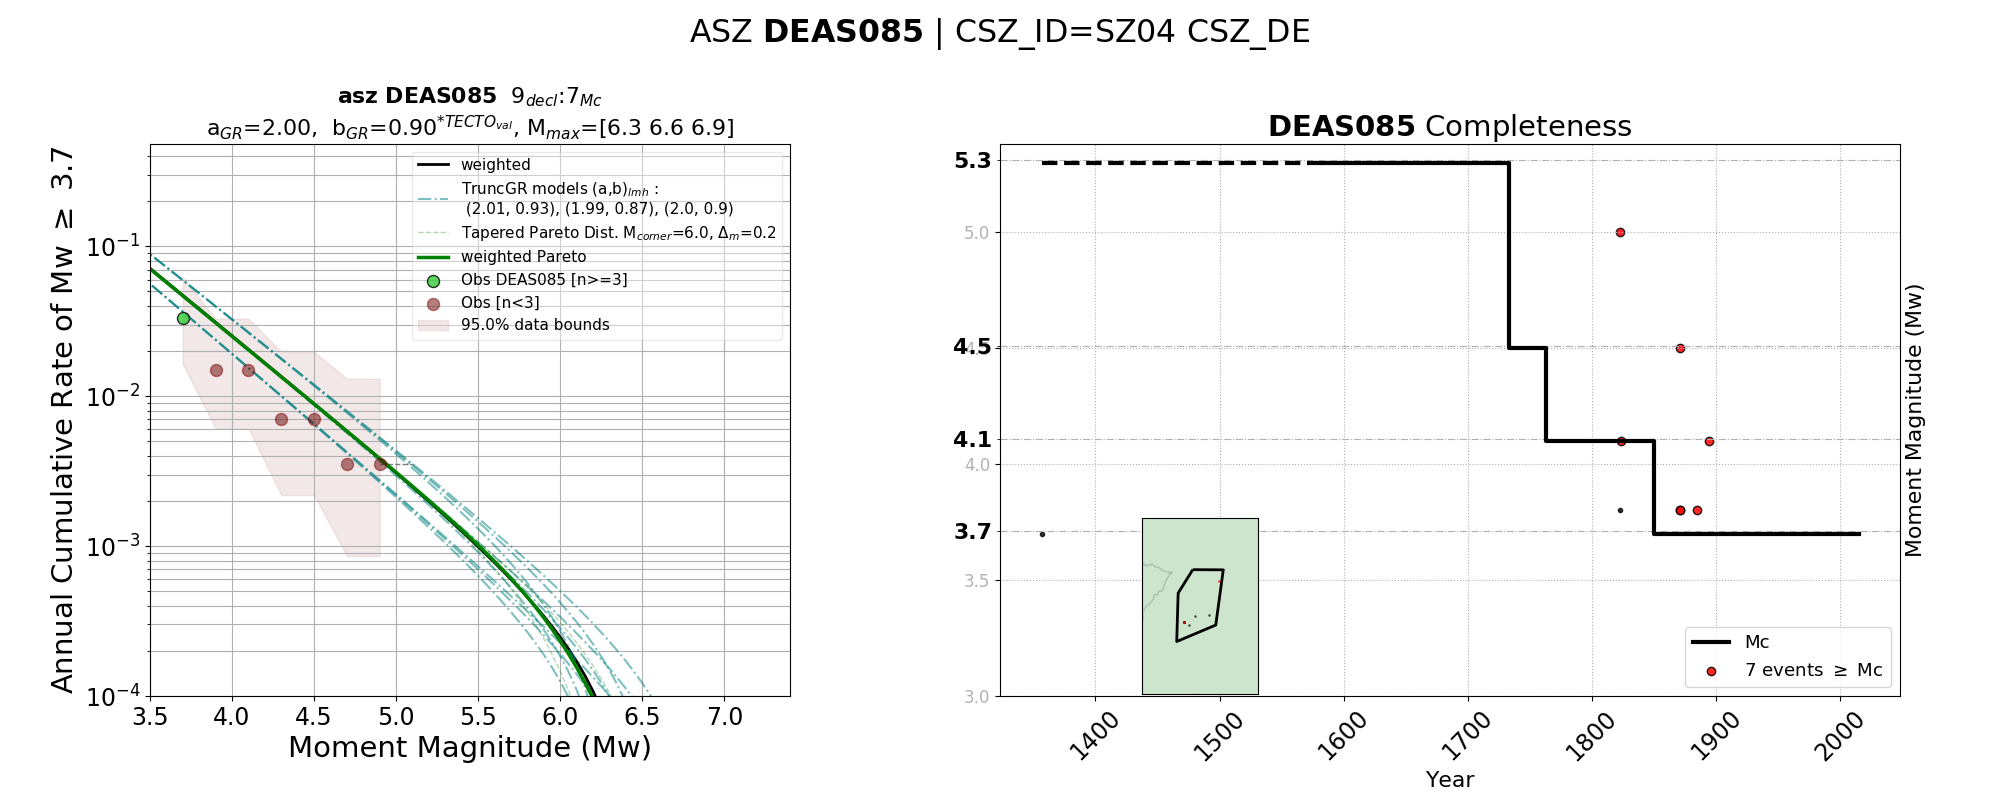 ASZ DEAS085 | CSZ_ID=SZ04 CSZ_DE
asz DEAS085 9decl:7Mc
aGR=2.00, bGR=0.90*TECTOval, Mmax=[6.3 6.6 6.9]
Annual Cumulative Rate of Mw ≥ 3.7
10−1
10−2
10−3
10−4
weighted
TruncGR models (a,b)lmh :
(2.01, 0.93), (1.99, 0.87), (2.0, 0.9)
Tapered Pareto Dist. Mcorner=6.0, Δm=0.2
weighted Pareto
Obs DEAS085 [n>=3]
Obs [n<3]
95.0% data bounds
3.5 4.0 4.5 5.0 5.5 6.0 6.5 7.0
Moment Magnitude (Mw)
DEAS085 Completeness
5.3
5.0
4.5
4.1
4.0
3.7
3.5
3.0
Moment Magnitude (Mw)
Mc
7 events ≥ Mc
1400 1500 1600 1700 1800 1900 2000
Year